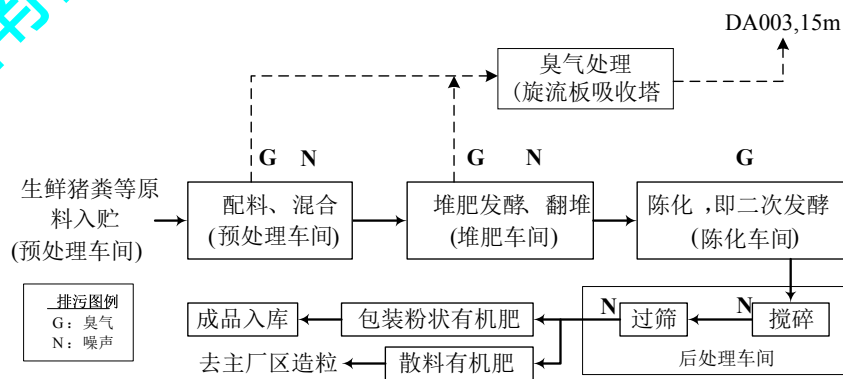 DA003,15m
臭气处理
(旋流板吸收塔
G N
G N
G
生鲜猪粪等原
料入贮
(预处理车间)
配料、混合
(预处理车间)
堆肥发酵、翻堆
(堆肥车间)
陈化,即二次发酵
(陈化车间)
排污图例
G：臭气
N：噪声
成品入库
包装粉状有机肥
N
过筛
N
搅碎
去主厂区造粒
散料有机肥
后处理车间